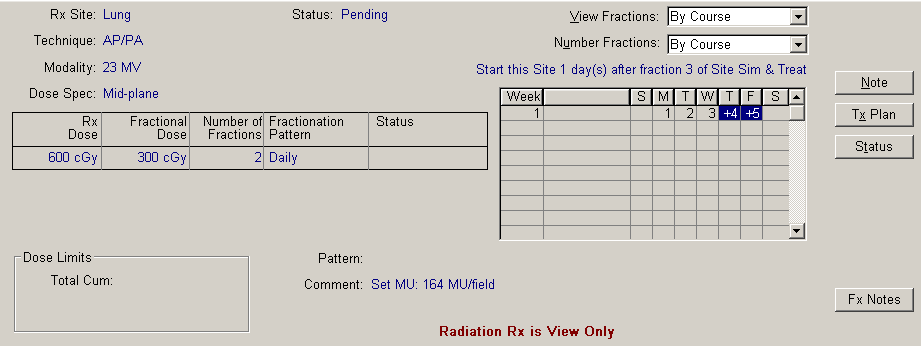 Rx Site: Lung
Status: Pending
View Fractions: By Course
Technique: AP/PA
Number Fractions: By Course
Modality: 23 MV
Start this Site 1 day(s) after fraction 3 of Site Sim & Treat
Dose Spec: Mid-plane
Note
Tx Plan
Status
Week S M T W T F S
1 1 2 3 +4 +5
Rx Dose Fractional Dose Number of Fractions Fractionation Pattern Status
600 cGy 300 cGy 2 Daily
Dose Limits
Total Cum:
Pattern:
Comment: Set MU: 164 MU/field
Fx Notes
Radiation Rx is View Only